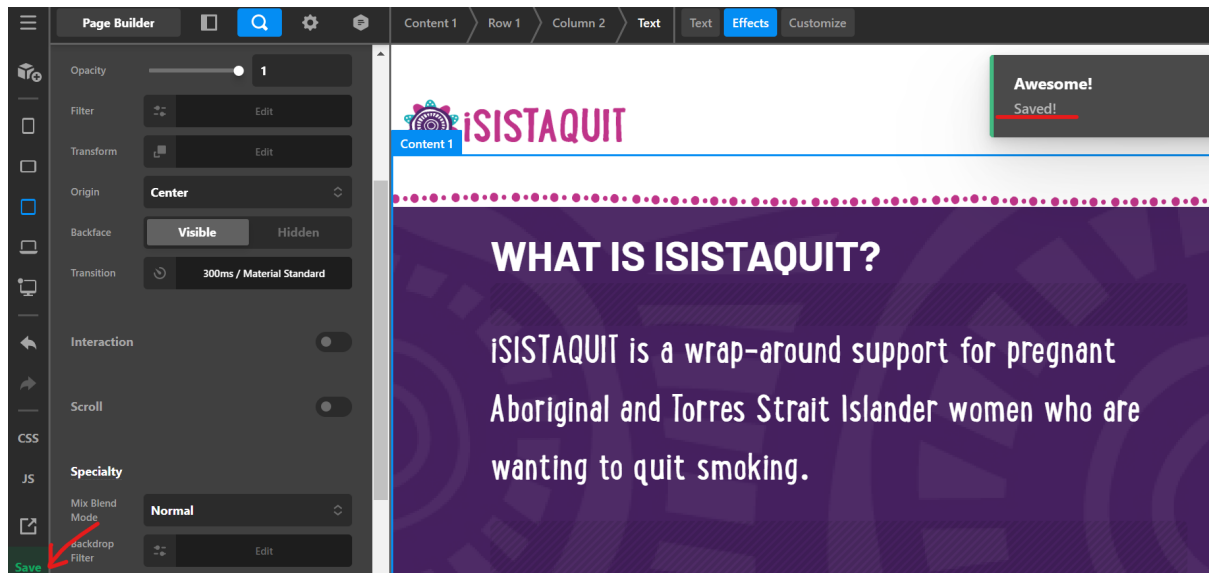 Page Builder
Content 1
Row 1
Column 2
Text
Text
Effects
Customize
Opacity
1
Filter
Edit
Transform
Edit
Origin
Center
Backface
Visible
Hidden
Transition
300ms / Material Standard
Interaction
Scroll
CSS
JS
Specialty
Mix Blend
Mode
Normal
Backdrop
Filter
Edit
Save
Awesome!
Saved!
iSISTAQUIT
Content 1
WHAT IS ISISTAQUIT?
iSISTAQUIT is a wrap-around support for pregnant
Aboriginal and Torres Strait Islander women who are
wanting to quit smoking.